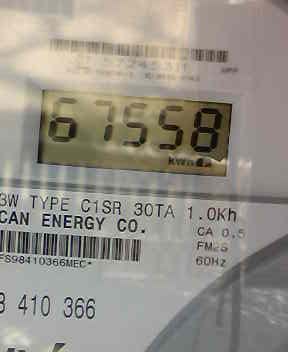 67558
kWh
3W TYPE C1SR 30TA 1.0Kh
CAN ENERGY CO.
CA 0.5
FM2S
60Hz
FS98410366MEC*
8 410 366